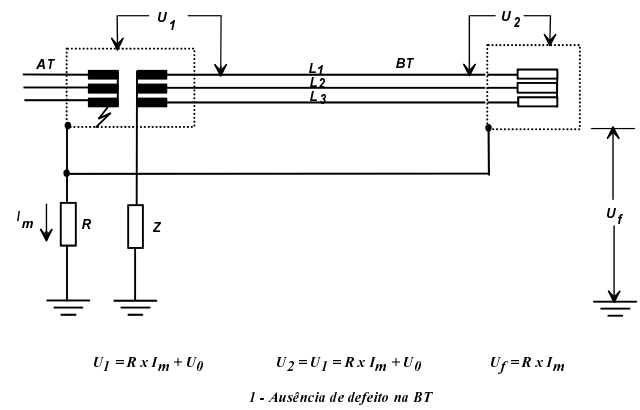 U1
U2
AT
L1
BT
L2
L3
Im
R
Z
Uf
U1 = R x Im + U0
U2 = U1 = R x Im + U0
Uf = R x Im
1 - Ausência de defeito na BT